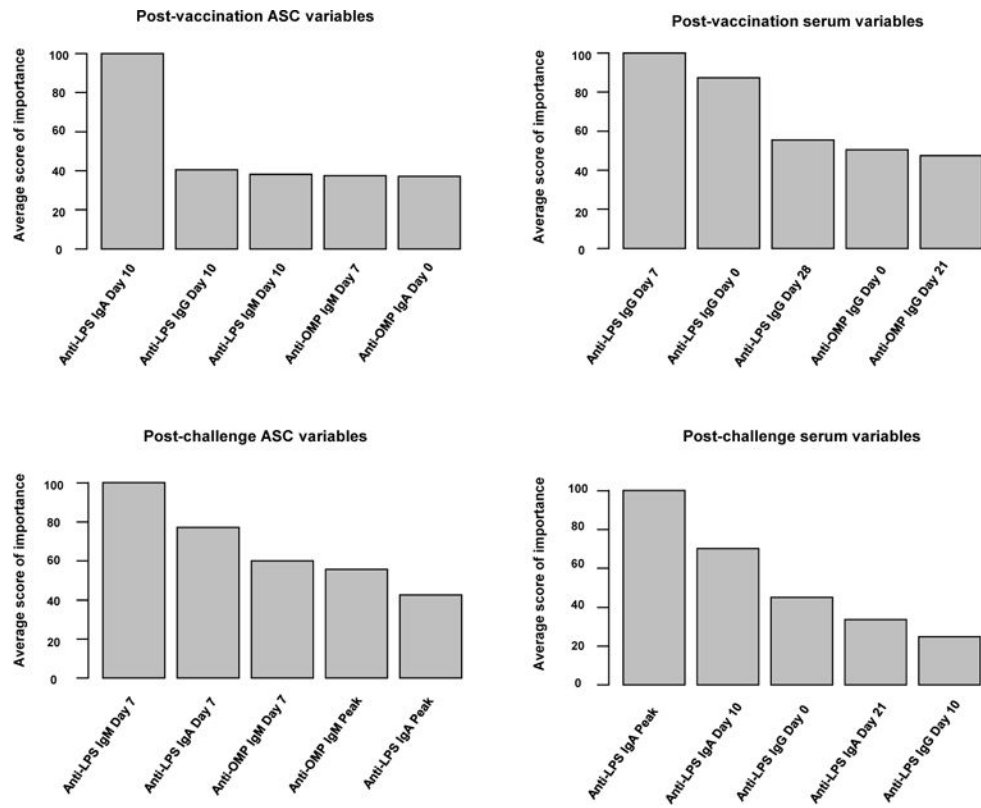 Post-vaccination ASC variables
Average score of importance
100
80
60
40
20
0
Anti-LPS IgA Day 10
Anti-LPS IgG Day 10
Anti-LPS IgM Day 10
Anti-OMP IgM Day 7
Anti-OMP IgA Day 0
Post-vaccination serum variables
Average score of importance
100
80
60
40
20
0
Anti-LPS IgG Day 7
Anti-LPS IgG Day 0
Anti-LPS IgG Day 28
Anti-OMP IgG Day 0
Anti-OMP IgG Day 21
Post-challenge ASC variables
Average score of importance
100
80
60
40
20
0
Anti-LPS IgM Day 7
Anti-LPS IgA Day 7
Anti-OMP IgM Day 7
Anti-OMP IgM Peak
Anti-LPS IgA Peak
Post-challenge serum variables
Average score of importance
100
80
60
40
20
0
Anti-LPS IgA Peak
Anti-LPS IgA Day 10
Anti-LPS IgG Day 0
Anti-LPS IgA Day 21
Anti-LPS IgG Day 10